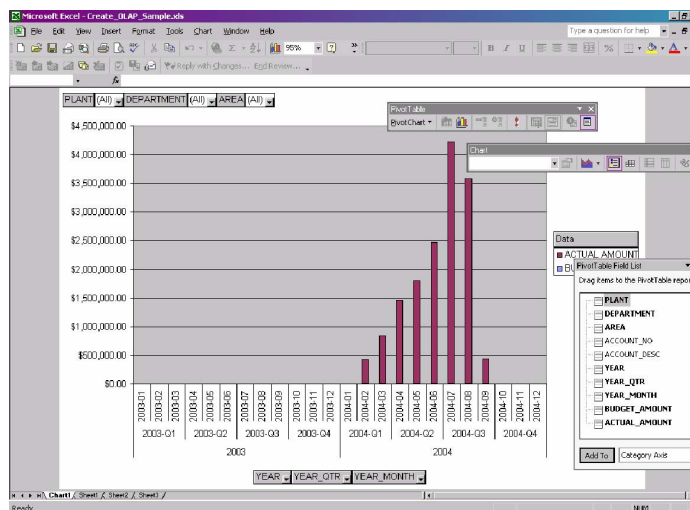 Microsoft Excel - Create_OLAP_Sample.xls
File Edit View Insert Format Tools Chart Window Help
Type a question for help
95%
Reply with Changes... End Review...
fx
PLANT (All) DEPARTMENT (All) AREA (All)
PivotTable
PivotChart
Chart
$4,500,000.00
$4,000,000.00
$3,500,000.00
$3,000,000.00
$2,500,000.00
$2,000,000.00
$1,500,000.00
$1,000,000.00
$500,000.00
$0.00
Data
ACTUAL AMOUNT
PivotTable Field List
Drag items to the PivotTable repor
PLANT
DEPARTMENT
AREA
ACCOUNT_NO
ACCOUNT_DESC
YEAR
YEAR_QTR
YEAR_MONTH
BUDGET_AMOUNT
ACTUAL_AMOUNT
Add To Category Axis
2003-01 2003-02 2003-03 2003-04 2003-05 2003-06 2003-07 2003-08 2003-09 2003-10 2003-11 2003-12 2004-01 2004-02 2004-03 2004-04 2004-05 2004-06 2004-07 2004-08 2004-09 2004-10 2004-11 2004-12
2003-Q1 2003-Q2 2003-Q3 2003-Q4 2004-Q1 2004-Q2 2004-Q3 2004-Q4
2003 2004
YEAR YEAR_QTR YEAR_MONTH
Chart1 Sheet1 Sheet2 Sheet3
Ready NUM